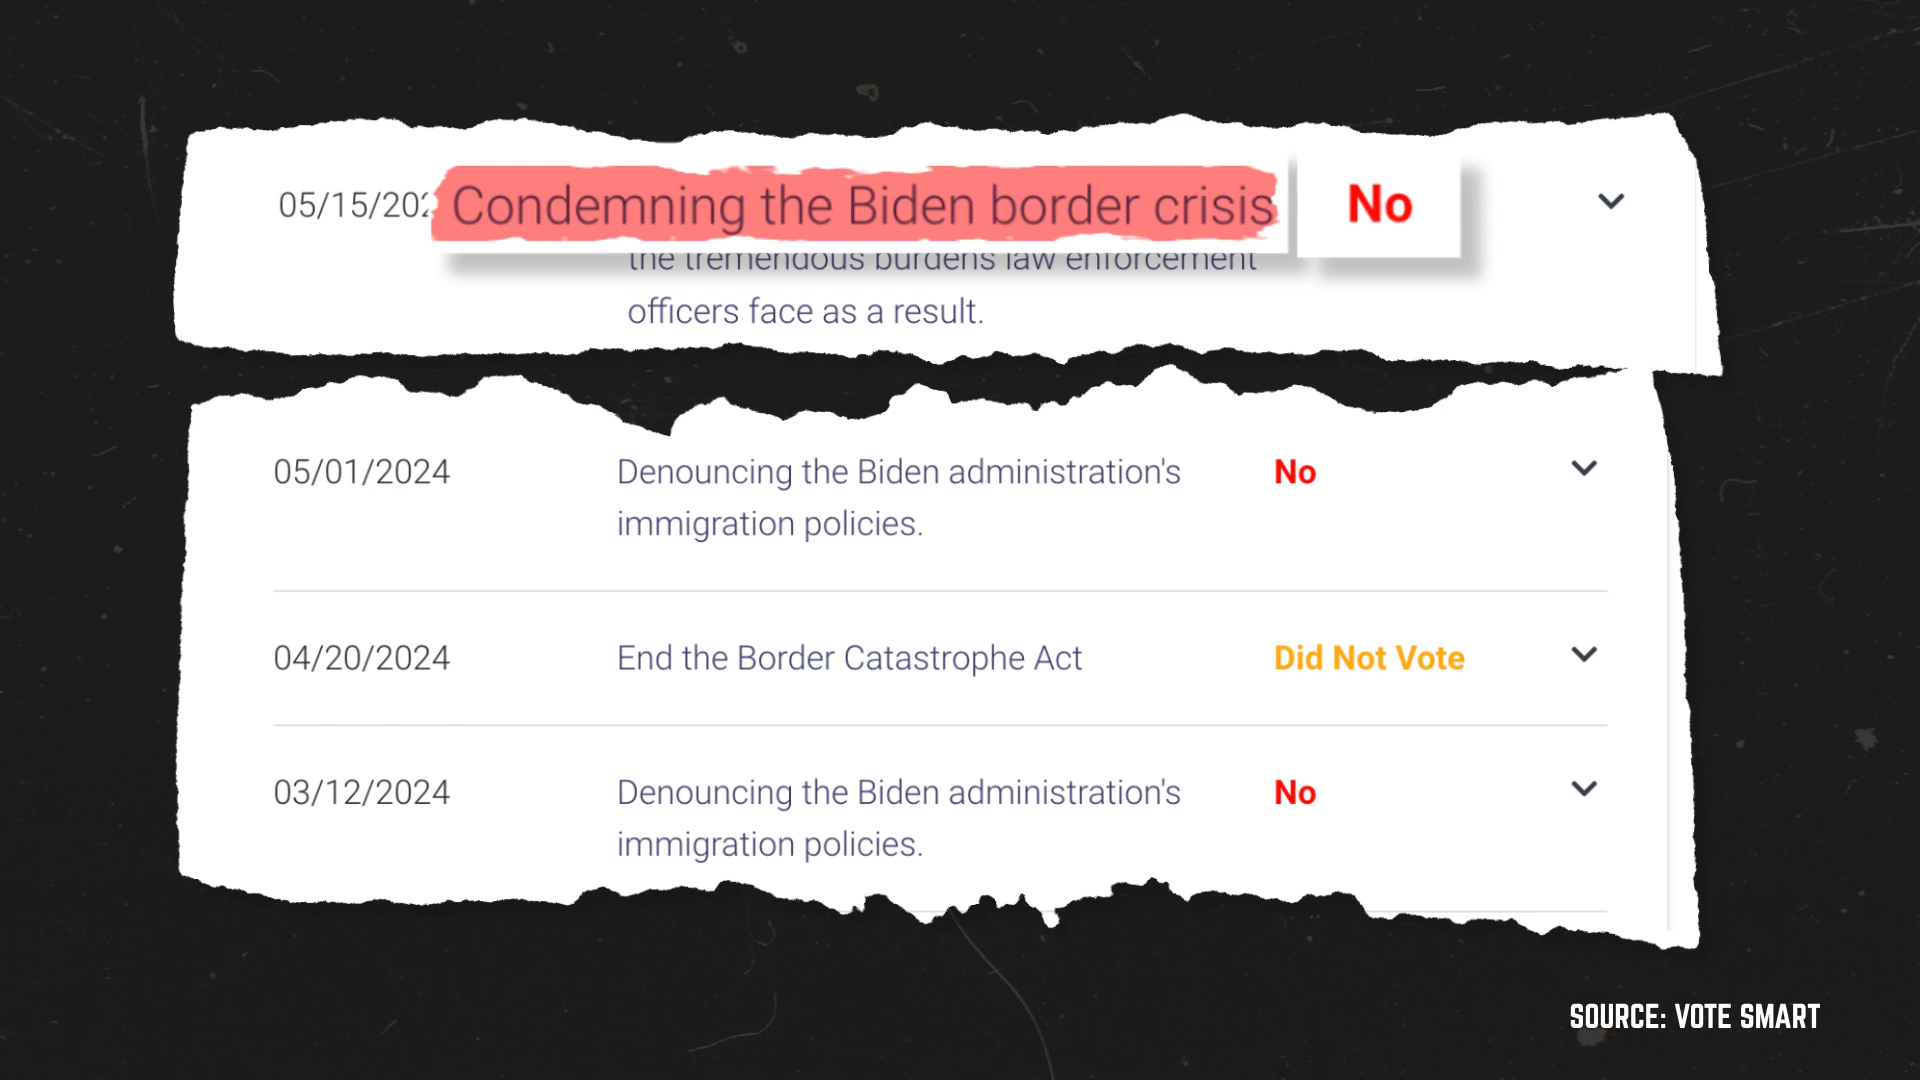 05/15/202
Condemning the Biden border crisis
No
the tremendous burdens law enforcement
officers face as a result.
05/01/2024
Denouncing the Biden administration's
immigration policies.
No
04/20/2024
End the Border Catastrophe Act
Did Not Vote
03/12/2024
Denouncing the Biden administration's
immigration policies.
No
SOURCE: VOTE SMART